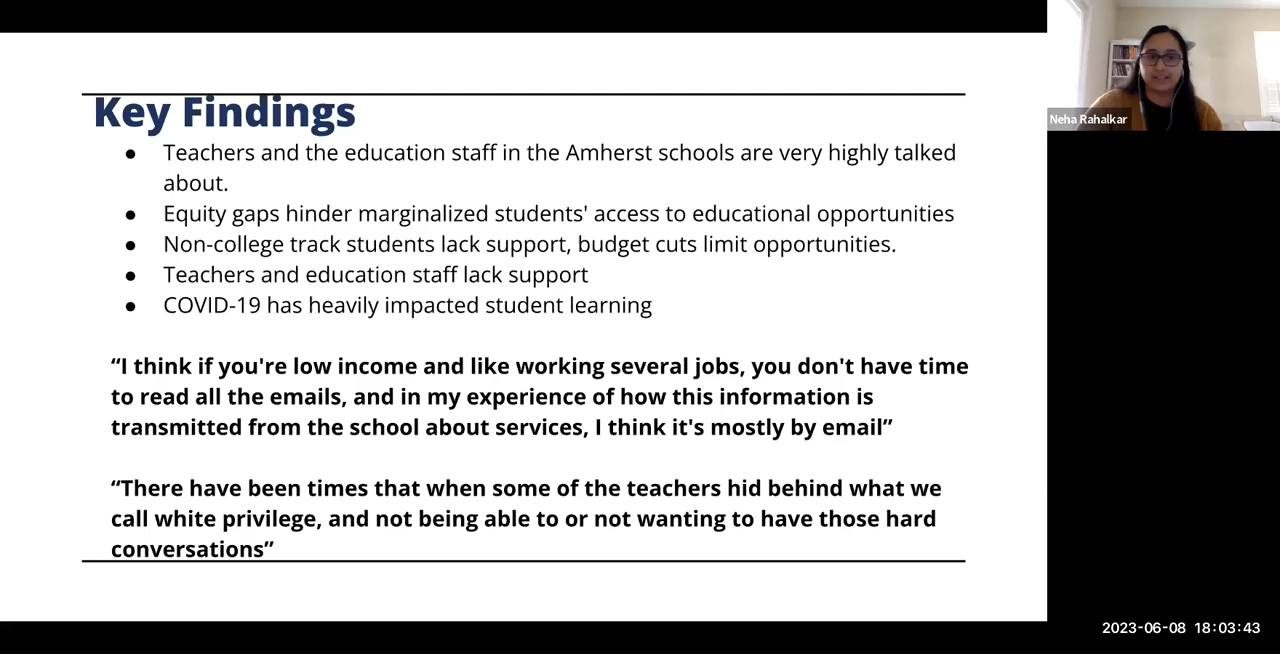 Key Findings
● Teachers and the education staff in the Amherst schools are very highly talked
about.
● Equity gaps hinder marginalized students' access to educational opportunities
● Non-college track students lack support, budget cuts limit opportunities.
● Teachers and education staff lack support
● COVID-19 has heavily impacted student learning
“I think if you're low income and like working several jobs, you don't have time
to read all the emails, and in my experience of how this information is
transmitted from the school about services, I think it's mostly by email”
“There have been times that when some of the teachers hid behind what we
call white privilege, and not being able to or not wanting to have those hard
conversations”
Neha Rahalkar
2023-06-08 18:03:43